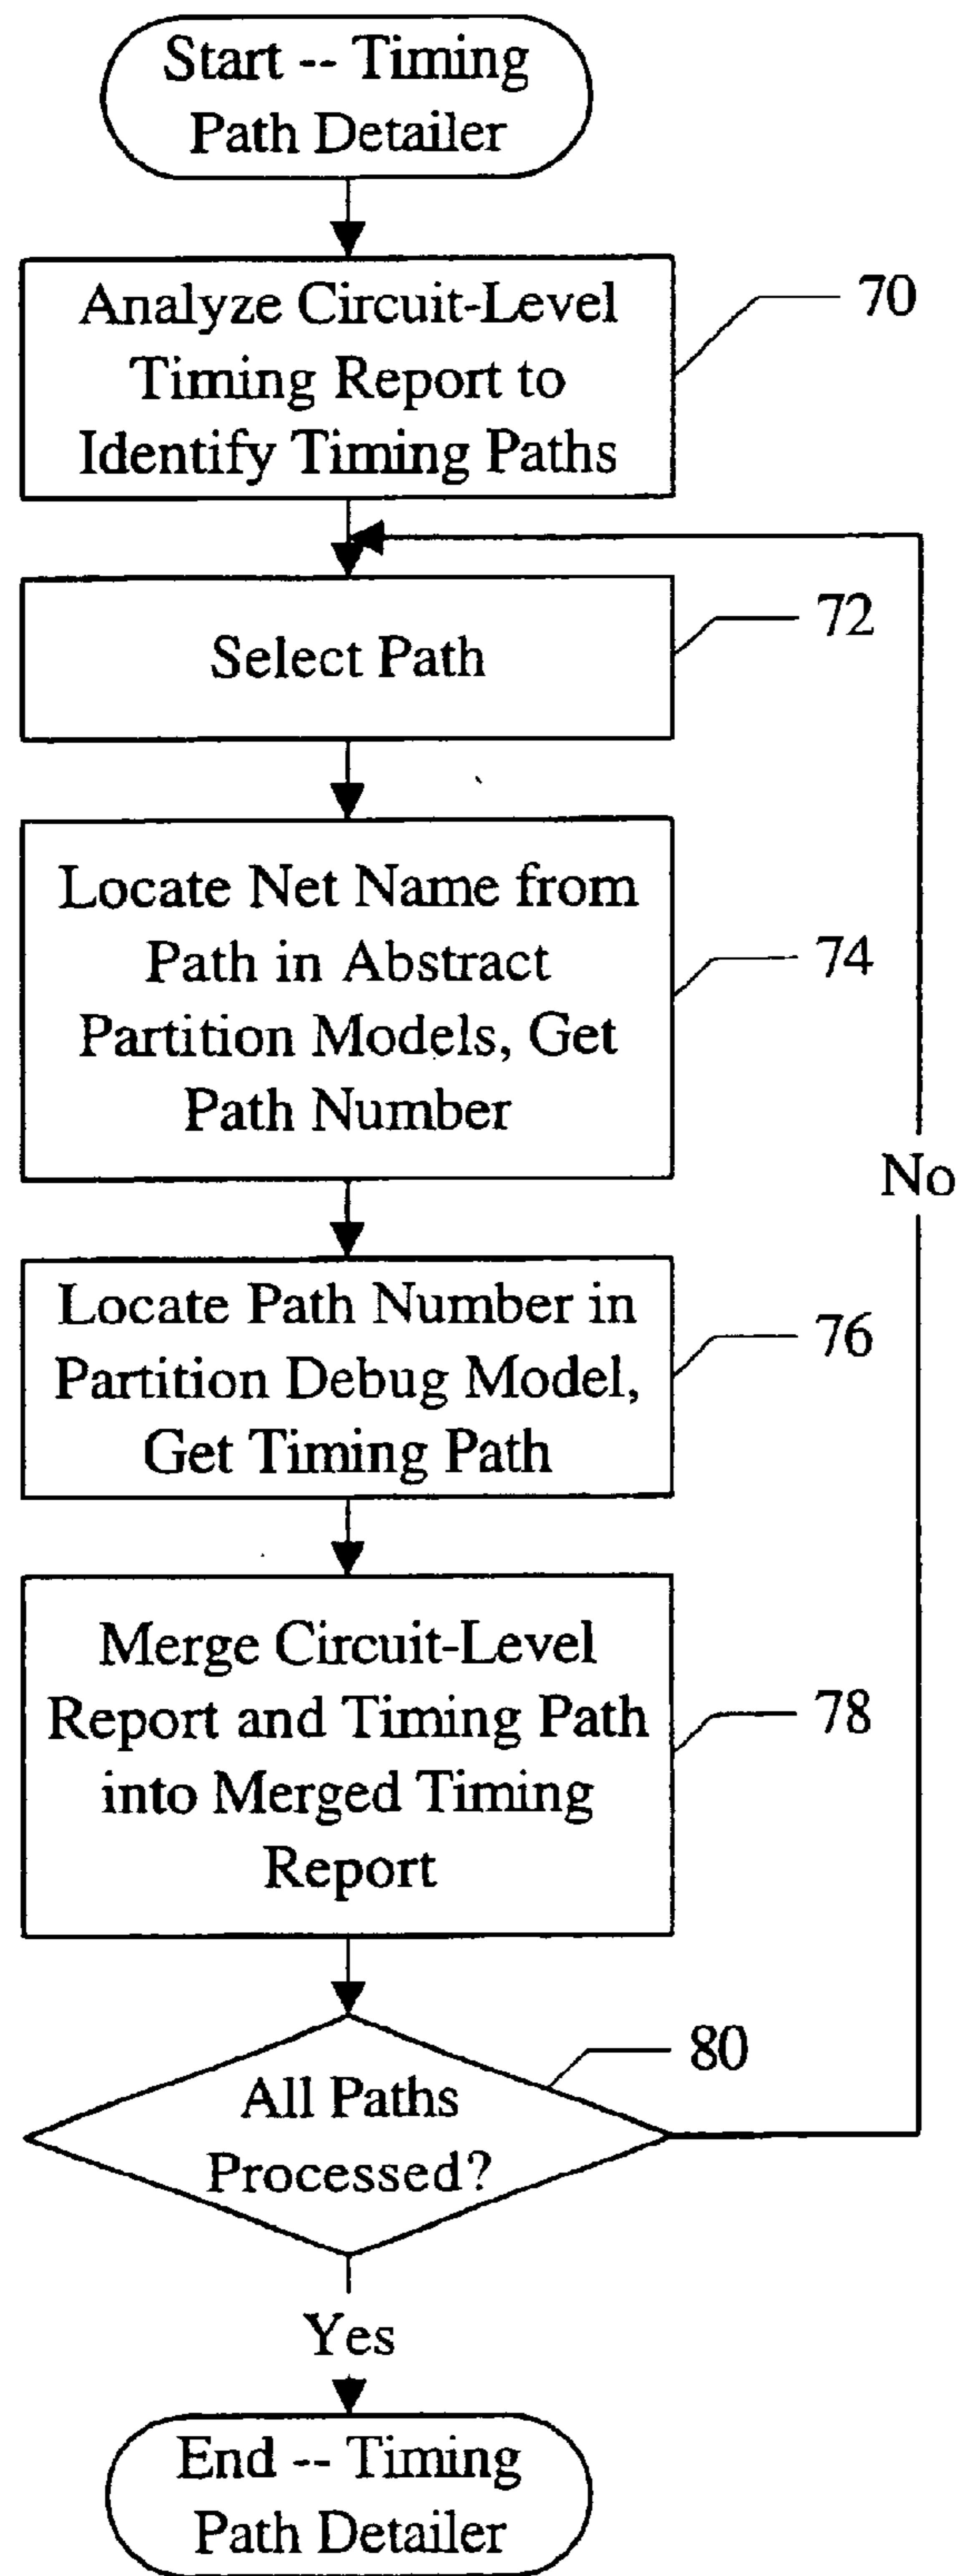 Start -- Timing
Path Detailer
Analyze Circuit-Level
Timing Report to
Identify Timing Paths
70
Select Path
72
Locate Net Name from
Path in Abstract
Partition Models, Get
Path Number
74
No
Locate Path Number in
Partition Debug Model,
Get Timing Path
76
Merge Circuit-Level
Report and Timing Path
into Merged Timing
Report
78
All Paths
Processed?
80
Yes
End -- Timing
Path Detailer